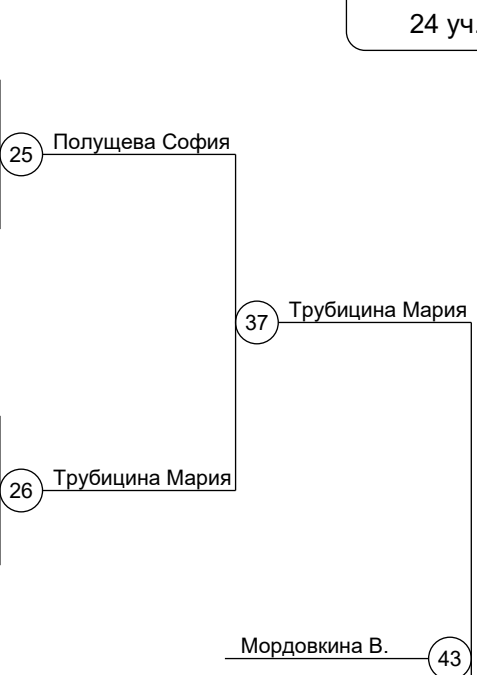 24 уч.
25 Полущева София
37 Трубицина Мария
26 Трубицина Мария
Мордовкина В. 43